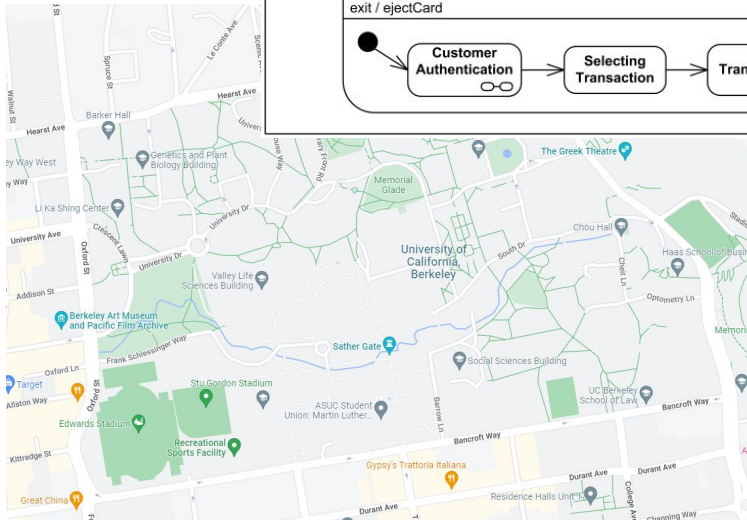 exit / ejectCard
Customer
Authentication
Selecting
Transaction
Tran
Le Conte Ave
Spruce St
Walnut St
Barker Hall
Hearst Ave
Hearst Ave
Genetics and Plant
Biology Building
The Greek Theatre
Memorial
Glade
Li Ka Shing Center
University Dr
Chou Hall
Crescent Lawn
University Ave
Oxford St
University of
California,
Berkeley
South Dr
Haas School of Busin
University Dr
Valley Life
Sciences Building
Cheit Ln
Addison St
Optometry Ln
Berkeley Art Museum
and Pacific Film Archive
Sather Gate
Frank Schlessinger Way
Social Sciences Building
Oxford Ln
Target
Stu Gordon Stadium
UC Berkeley
School of Law
Allston Way
Oxford St
ASUC Student
Union: Martin Luther...
Barrow Ln
Edwards Stadium
Bancroft Way
Recreational
Sports Facility
Bancroft Way
Kittredge St
Gypsy's Trattoria Italiana
Durant Ave
Durant Ave
Great China
Residence Halls Unit 1
College Ave
Channing Way